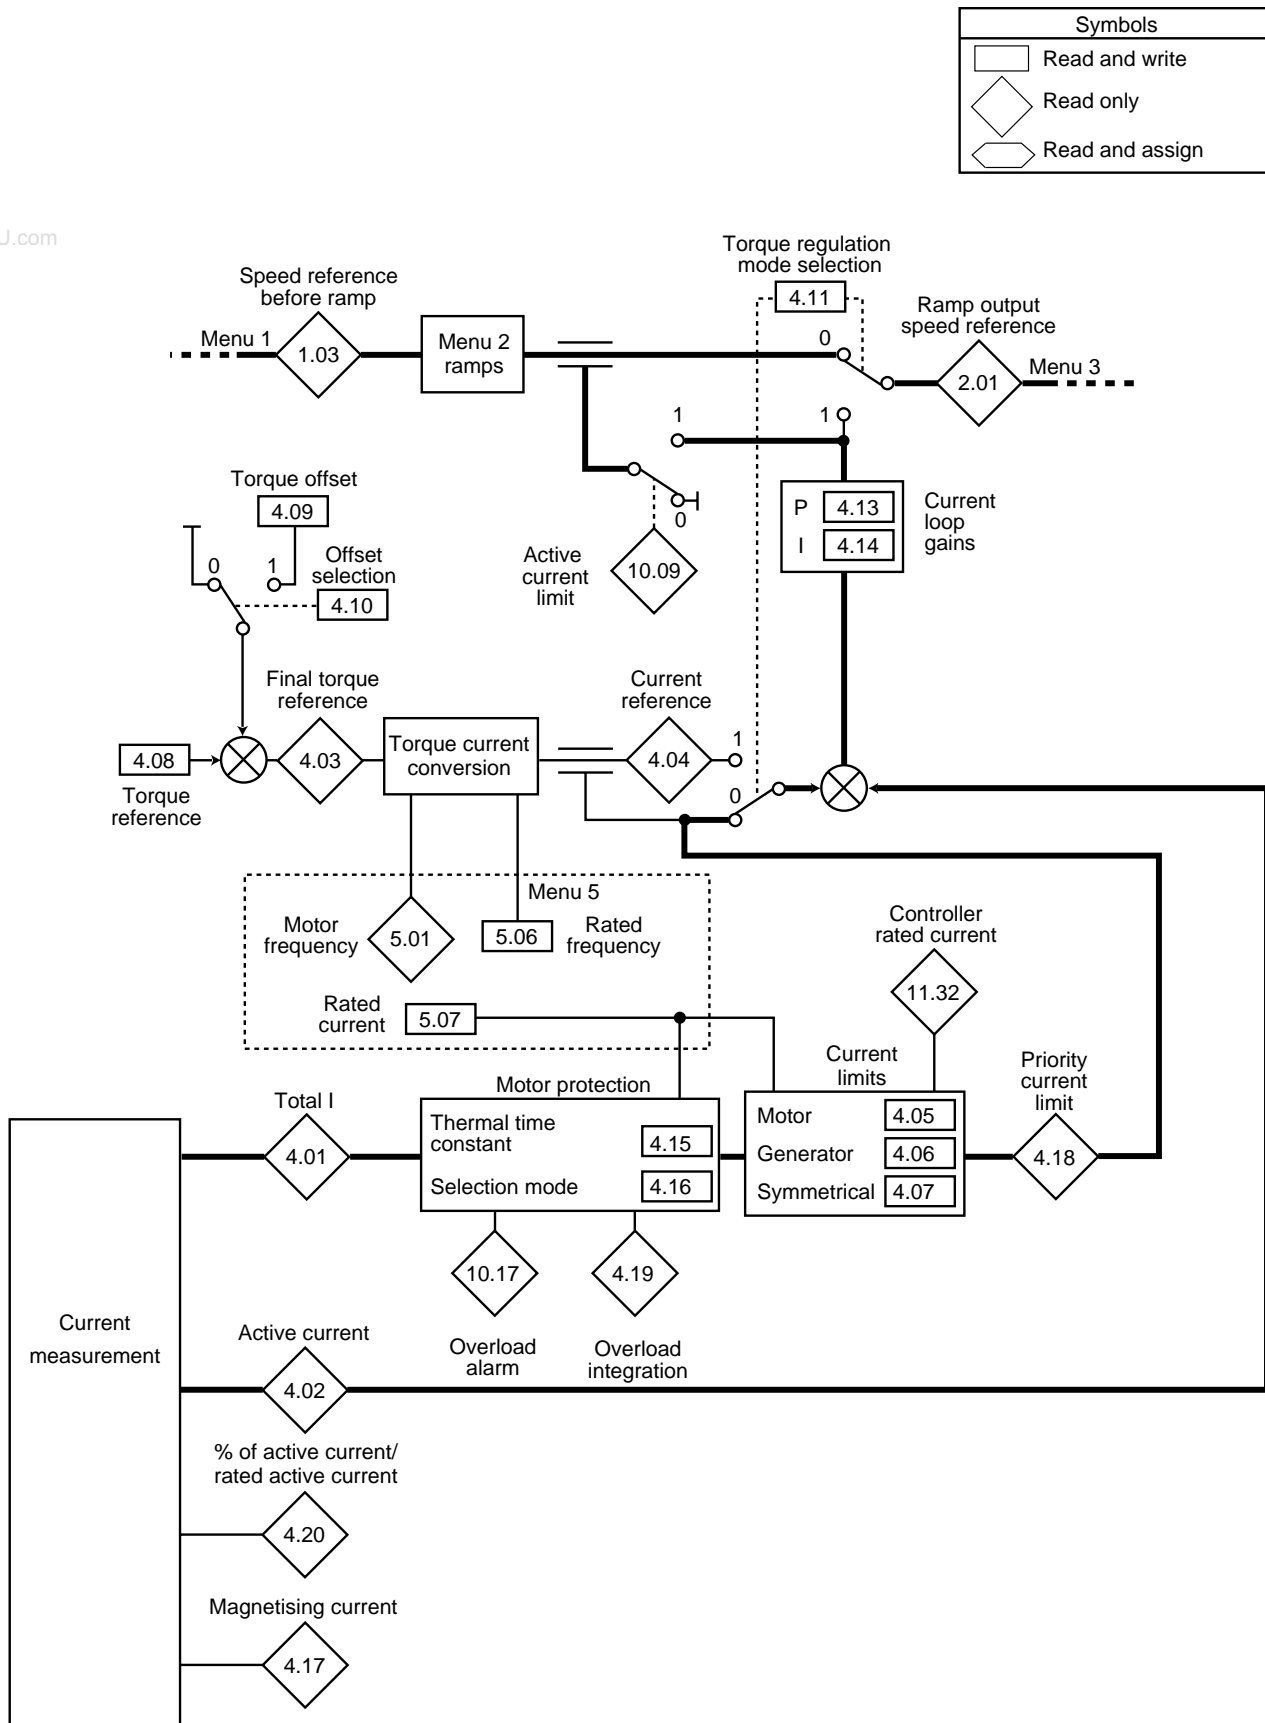 Symbols
Read and write
Read only
Read and assign
J.com
Torque regulation
mode selection
4.11
Speed reference
before ramp
Menu 1
1.03
Menu 2
ramps
0
Ramp output
speed reference
2.01
Menu 3
1
1
0
Torque offset
4.09
0
1
Offset
selection
4.10
Active
current
limit
10.09
P
4.13
I
4.14
Current
loop
gains
Final torque
reference
4.03
4.08
Torque
reference
Torque current
conversion
Current
reference
4.04
1
0
Menu 5
Motor
frequency
5.01
5.06
Rated
frequency
Rated
current
5.07
Controller
rated current
11.32
Motor protection
Thermal time
constant
4.15
Selection mode
4.16
Current
limits
Motor
4.05
Generator
4.06
Symmetrical
4.07
Priority
current
limit
4.18
Total I
4.01
10.17
Overload
alarm
4.19
Overload
integration
Current
measurement
Active current
4.02
% of active current/
rated active current
4.20
Magnetising current
4.17